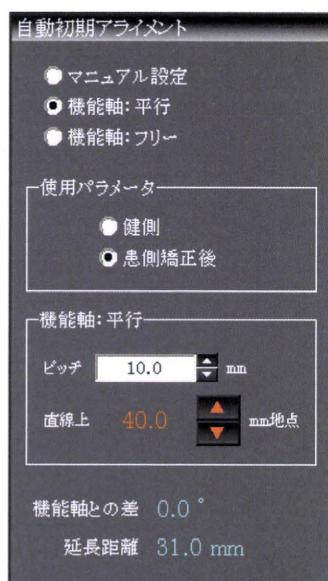 自動初期アライメント
マニュアル設定
機能軸：平行
機能軸：フリー
使用パラメータ
健側
患側矯正後
機能軸：平行
ピッチ 10.0 mm
直線上 40.0 mm地点
機能軸との差 0.0 °
延長距離 31.0 mm